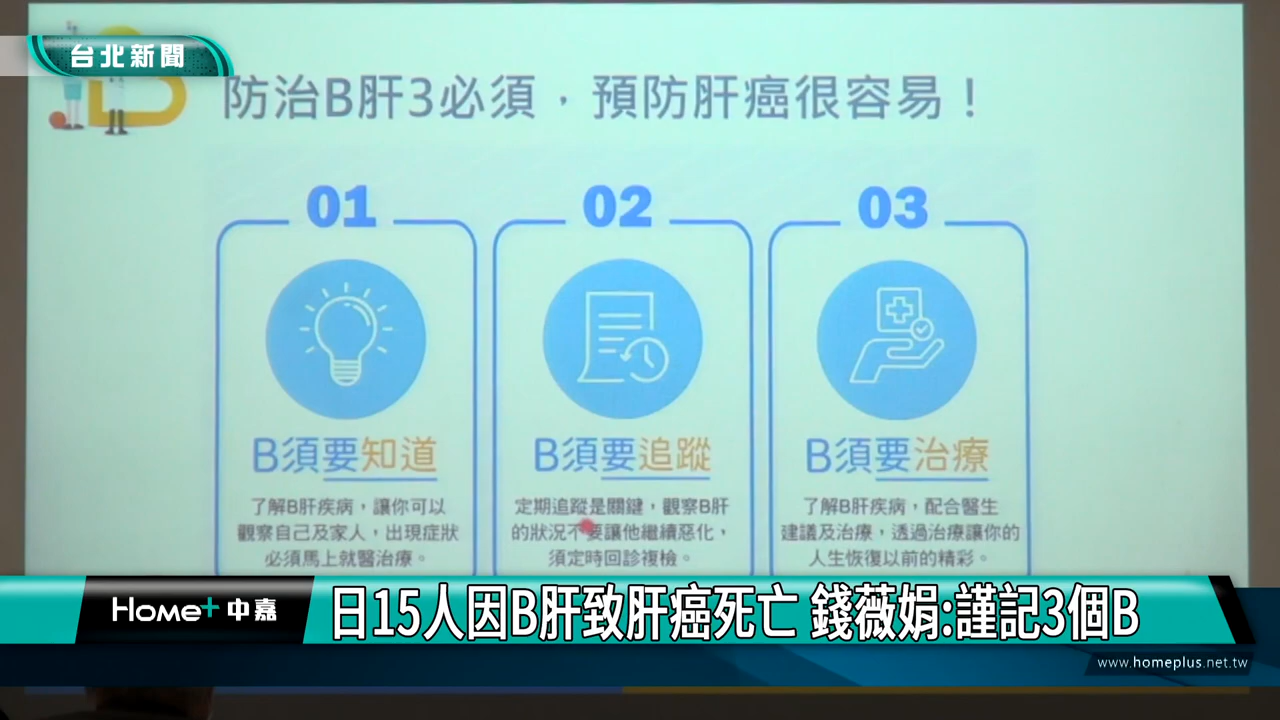 台北新聞
防治B肝3必須，預防肝癌很容易！
01
B須要知道
了解B肝疾病，讓你可以
觀察自己及家人，出現症狀
必須馬上就醫治療。
02
B須要追蹤
定期追蹤是關鍵，觀察B肝
的狀況不要讓他繼續惡化，
須定時回診複檢。
03
B須要治療
了解B肝疾病，配合醫生
建議及治療，透過治療讓你的
人生恢復以前的精彩。
Home+中嘉
日15人因B肝致肝癌死亡 錢薇娟:謹記3個B
www.homeplus.net.tw